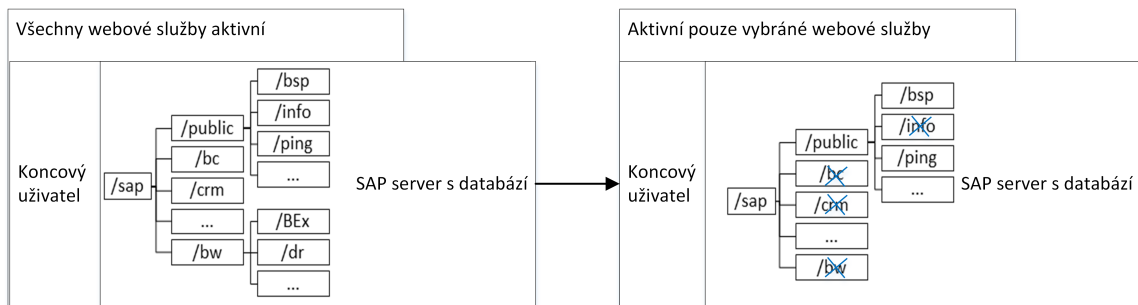 Všechny webové služby aktivní
Koncový
uživatel
/sap
/public
/bc
/crm
...
/bw
/bsp
/info
/ping
...
/BEx
/dr
...
SAP server s databází
Aktivní pouze vybráné webové služby
Koncový
uživatel
/sap
/public
/bc
/crm
...
/bw
/bsp
/info
/ping
...
SAP server s databází